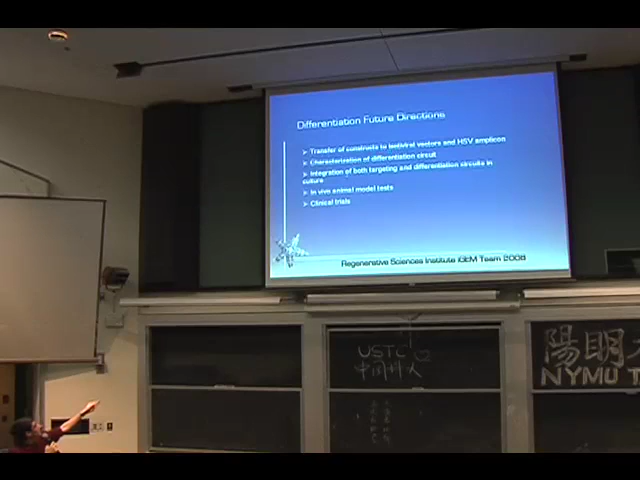 Differentiation Future Directions
➢ Transfer of constructs to lentiviral vectors and HSV amplicon
➢ Characterization of differentiation circuit
➢ Integration of both targeting and differentiation circuits in
culture
➢ In vivo animal model tests
➢ Clinical trials
Regenerative Sciences Institute iGEM Team 2008
USTC
中国科大
陽明
NYMU T